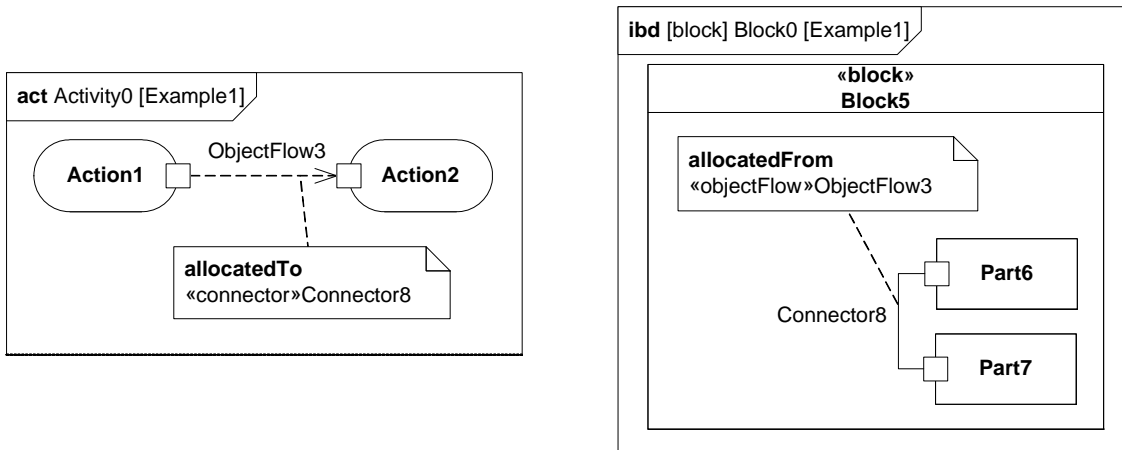 act Activity0 [Example1]
Action1
ObjectFlow3
Action2
allocatedTo
«connector»Connector8
ibd [block] Block0 [Example1]
«block»
Block5
allocatedFrom
«objectFlow»ObjectFlow3
Part6
Connector8
Part7